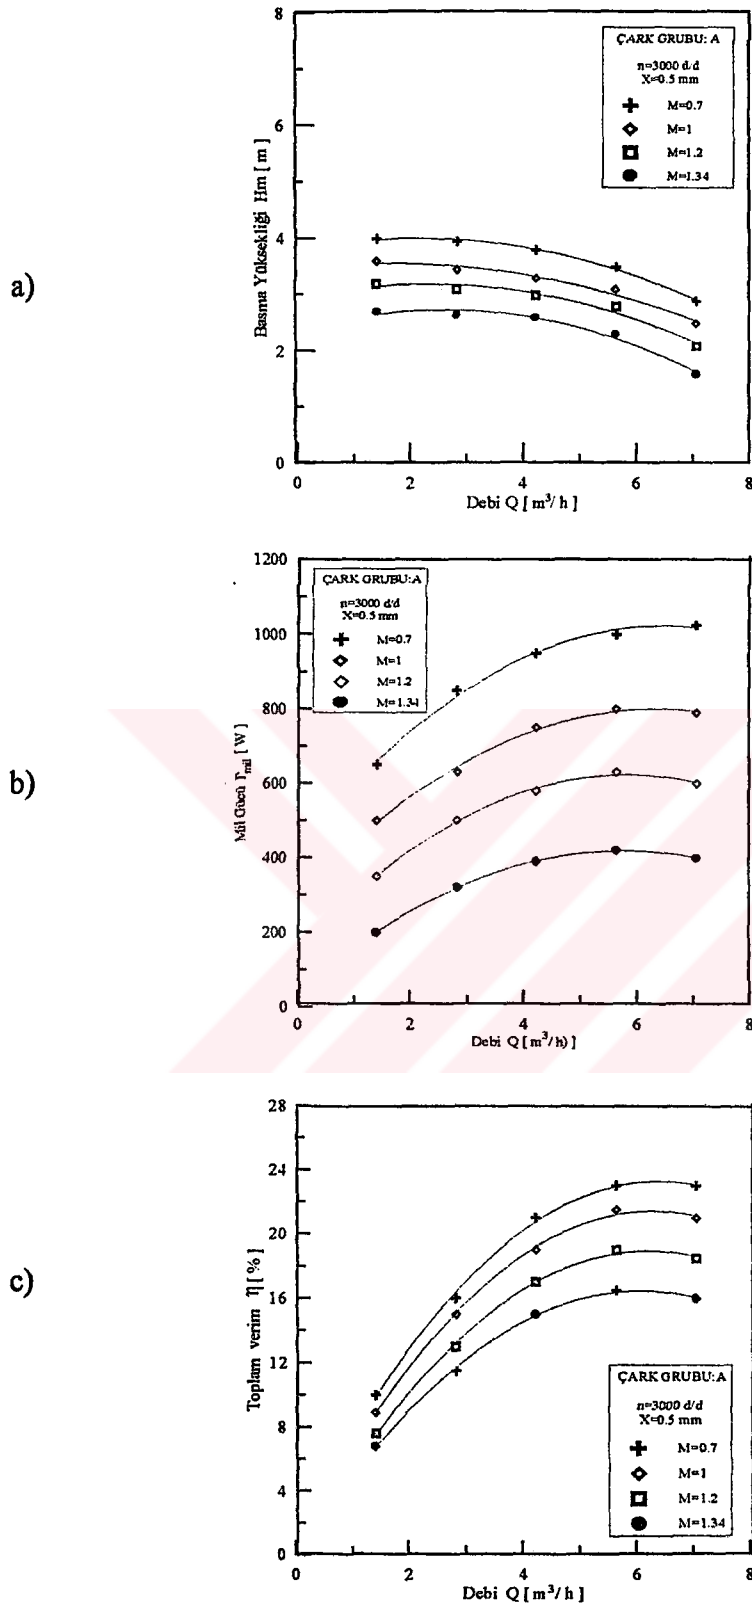 a)
8
6
4
2
0
Basma Yüksekliği Hm [ m ]
ÇARK GRUBU: A
n=3000 d/d
X=0.5 mm
M=0.7
M=1
M=1.2
M=1.34
0 2 4 6 8
Debi Q [ m³/ h ]
b)
1200
1000
800
600
400
200
0
Mil Gücü [ W ]
ÇARK GRUBU:A
n=3000 d/d
X=0.5 mm
M=0.7
M=1
M=1.2
M=1.34
0 2 4 6 8
Debi Q [ m³/ h) ]
c)
28
24
20
16
12
8
4
0
Toplam verim η [ % ]
ÇARK GRUBU:A
n=3000 d/d
X=0.5 mm
M=0.7
M=1
M=1.2
M=1.34
0 2 4 6 8
Debi Q [ m³/ h ]